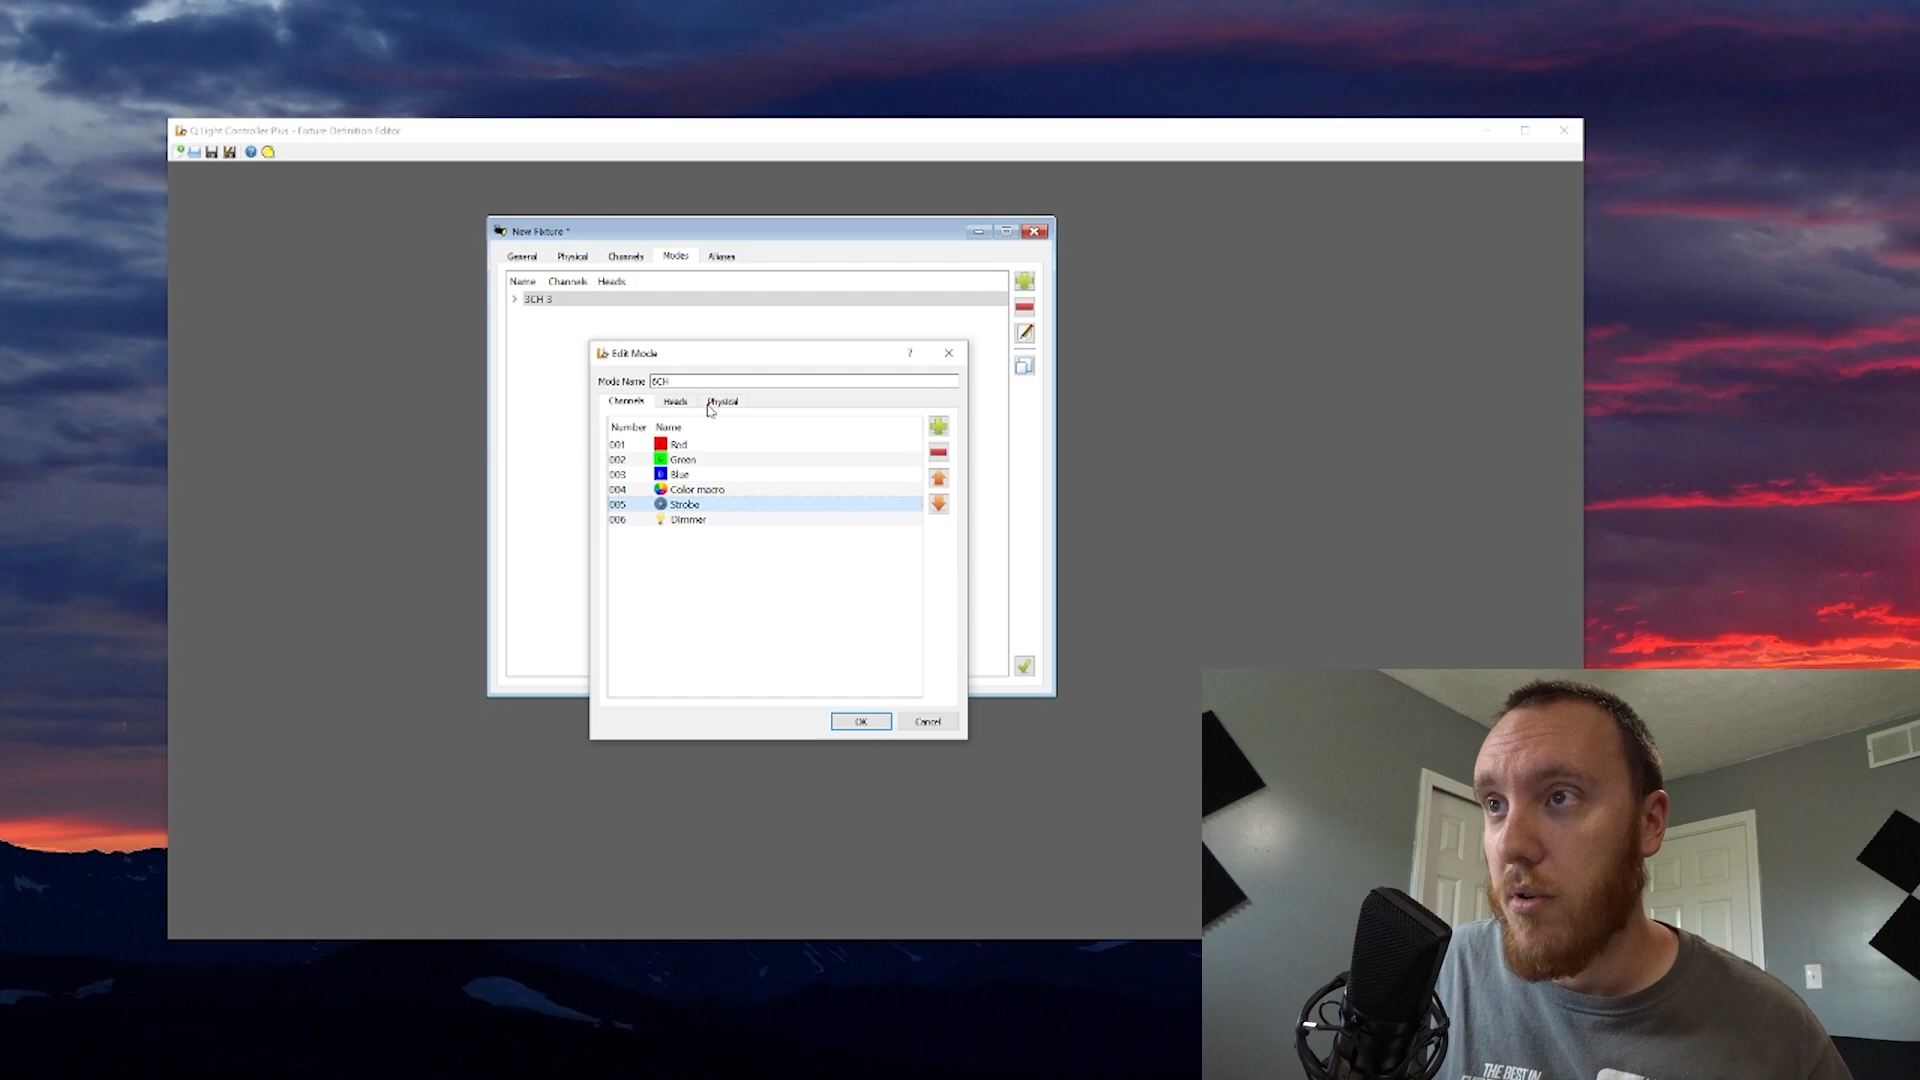 Q Light Controller Plus - Fixture Definition Editor
New Fixture *
General Physical Channels Modes Aliases
Name Channels Heads
3CH 3
Edit Mode
?
Mode Name 6CH
Channels Heads Physical
Number Name
001 Red
002 G Green
003 B Blue
004 Color macro
005 Strobe
006 Dimmer
OK Cancel
THE BEST IN